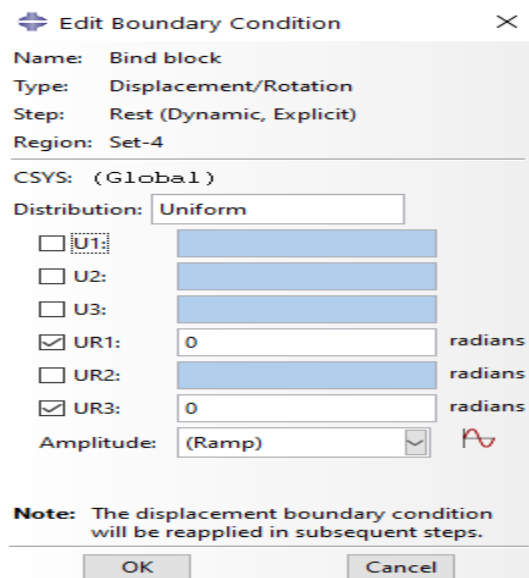 Edit Boundary Condition
Name: Bind block
Type: Displacement/Rotation
Step: Rest (Dynamic, Explicit)
Region: Set-4
CSYS: (Global)
Distribution: Uniform
U1:
U2:
U3:
UR1: 0 radians
UR2: radians
UR3: 0 radians
Amplitude: (Ramp)
Note: The displacement boundary condition
will be reapplied in subsequent steps.
OK Cancel